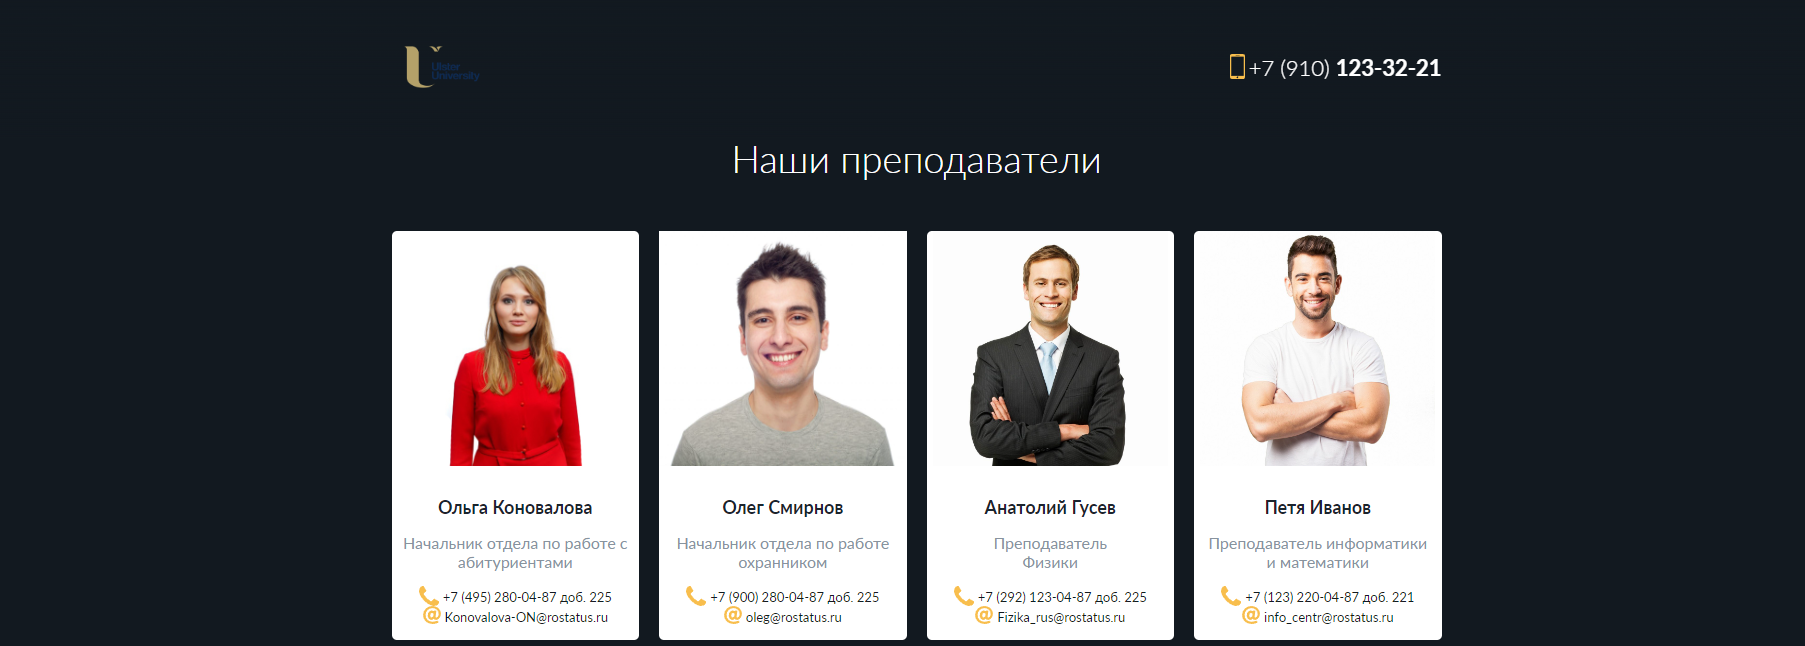 Ulster
University
+7 (910) 123-32-21
Наши преподаватели
Ольга Коновалова
Начальник отдела по работе с
абитуриентами
+7 (495) 280-04-87 доб. 225
@ Konovalova-ON@rostatus.ru
Олег Смирнов
Начальник отдела по работе
охранником
+7 (900) 280-04-87 доб. 225
@ oleg@rostatus.ru
Анатолий Гусев
Преподаватель
Физики
+7 (292) 123-04-87 доб. 225
@ Fizika_rus@rostatus.ru
Петя Иванов
Преподаватель информатики
и математики
+7 (123) 220-04-87 доб. 221
@ info_centr@rostatus.ru